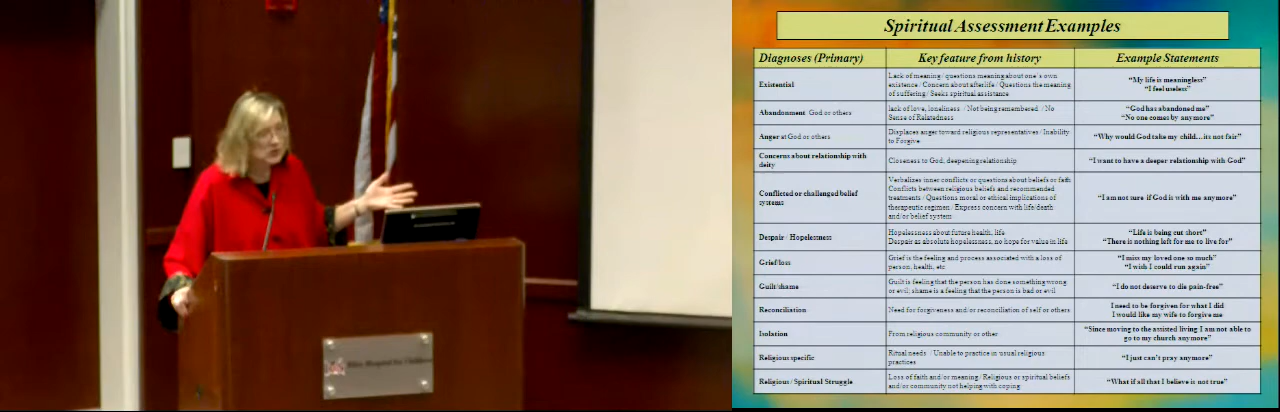 Hospital for Children
Spiritual Assessment Examples
Diagnoses (Primary)
Key feature from history
Example Statements
Existential
Lack of meaning / questions meaning about one's own
existence / Concern about afterlife / Questions the meaning
of suffering / Seeks spiritual assistance
“My life is meaningless”
“I feel useless”
Abandonment God or others
lack of love, loneliness / Not being remembered / No
Sense of Relatedness
“God has abandoned me”
“No one comes by anymore”
Anger at God or others
Displaces anger toward religious representatives / Inability
to Forgive
“Why would God take my child…its not fair”
Concerns about relationship with
deity
Closeness to God, deepening relationship
“I want to have a deeper relationship with God”
Conflicted or challenged belief
systems
Verbalizes inner conflicts or questions about beliefs or faith
Conflicts between religious beliefs and recommended
treatments / Questions moral or ethical implications of
therapeutic regimen / Express concern with life/death
and/or belief system
“I am not sure if God is with me anymore”
Despair / Hopelessness
Hopelessness about future health, life
Despair as absolute hopelessness, no hope for value in life
“Life is being cut short”
“There is nothing left for me to live for”
Grief/loss
Grief is the feeling and process associated with a loss of
person, health, etc
“I miss my loved one so much”
“I wish I could run again”
Guilt/shame
Guilt is feeling that the person has done something wrong
or evil; shame is a feeling that the person is bad or evil
“I do not deserve to die pain-free”
Reconciliation
Need for forgiveness and/or reconciliation of self or others
I need to be forgiven for what I did
I would like my wife to forgive me
Isolation
From religious community or other
“Since moving to the assisted living I am not able to
go to my church anymore”
Religious specific
Ritual needs / Unable to practice in usual religious
practices
“I just can't pray anymore”
Religious / Spiritual Struggle
Loss of faith and/or meaning / Religious or spiritual beliefs
and/or community not helping with coping
“What if all that I believe is not true”